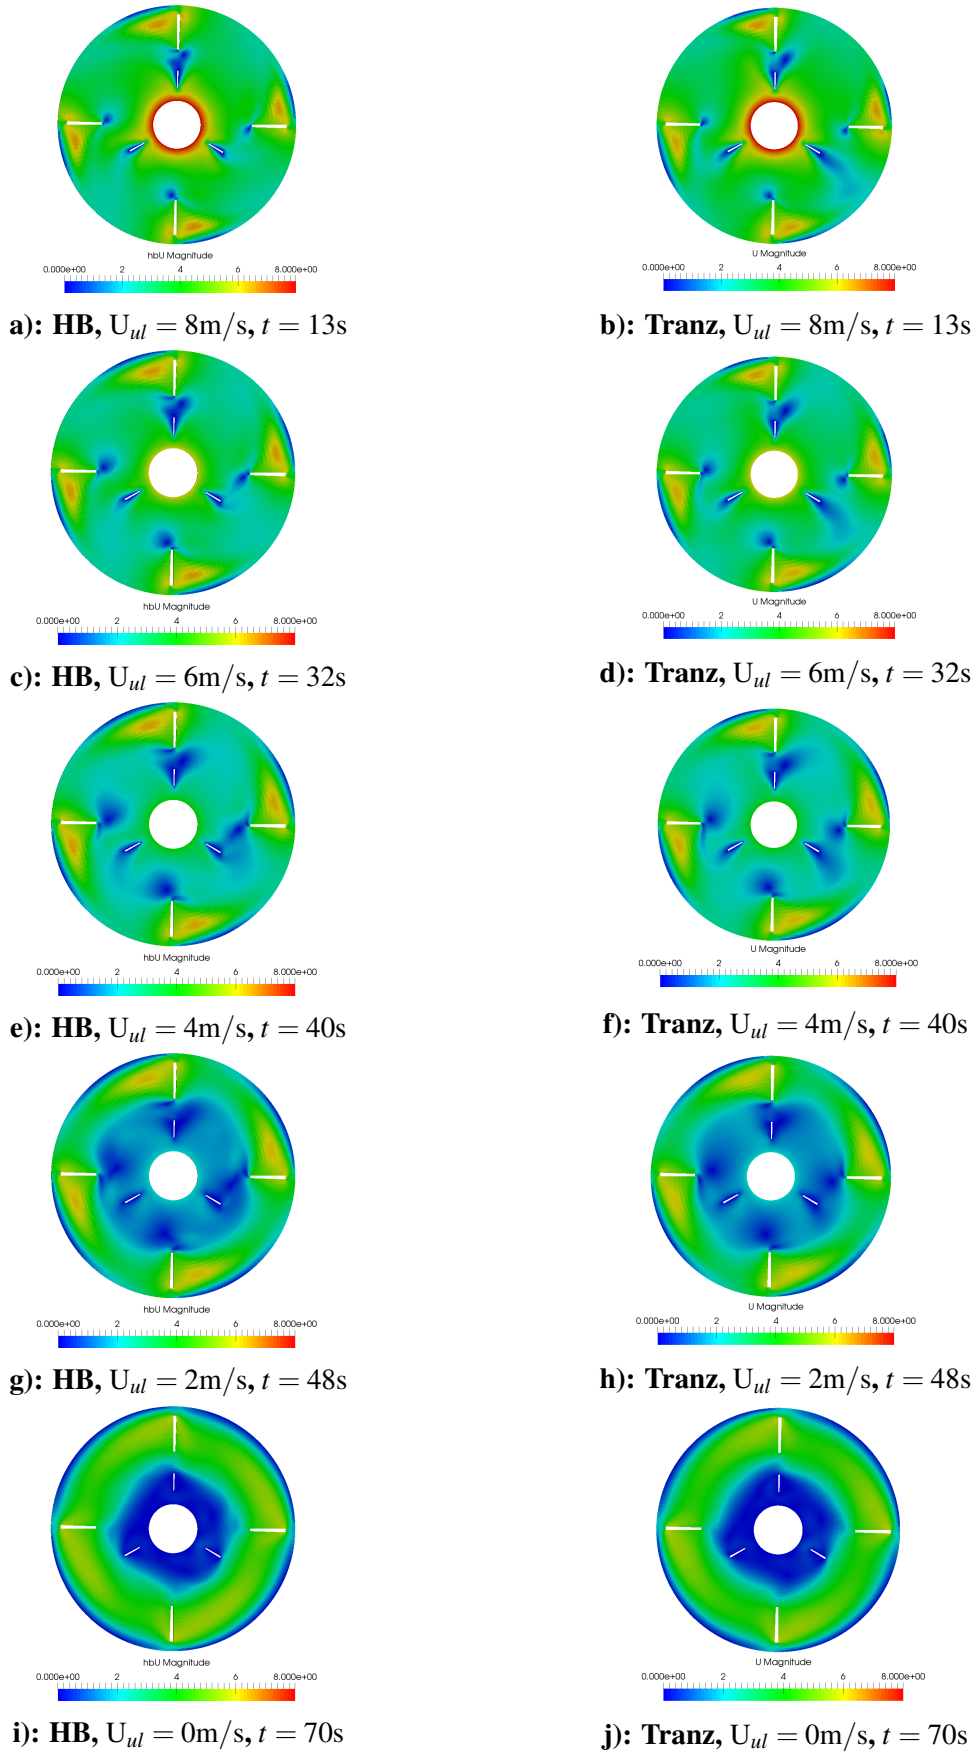 hbU Magnitude
0.000e+00 2 4 6 8.000e+00
a): HB, U_ul = 8m/s, t = 13s
U Magnitude
0.000e+00 2 4 6 8.000e+00
b): Tranz, U_ul = 8m/s, t = 13s
hbU Magnitude
0.000e+00 2 4 6 8.000e+00
c): HB, U_ul = 6m/s, t = 32s
U Magnitude
0.000e+00 2 4 6 8.000e+00
d): Tranz, U_ul = 6m/s, t = 32s
hbU Magnitude
0.000e+00 2 4 6 8.000e+00
e): HB, U_ul = 4m/s, t = 40s
U Magnitude
0.000e+00 2 4 6 8.000e+00
f): Tranz, U_ul = 4m/s, t = 40s
hbU Magnitude
0.000e+00 2 4 6 8.000e+00
g): HB, U_ul = 2m/s, t = 48s
U Magnitude
0.000e+00 2 4 6 8.000e+00
h): Tranz, U_ul = 2m/s, t = 48s
hbU Magnitude
0.000e+00 2 4 6 8.000e+00
i): HB, U_ul = 0m/s, t = 70s
U Magnitude
0.000e+00 2 4 6 8.000e+00
j): Tranz, U_ul = 0m/s, t = 70s